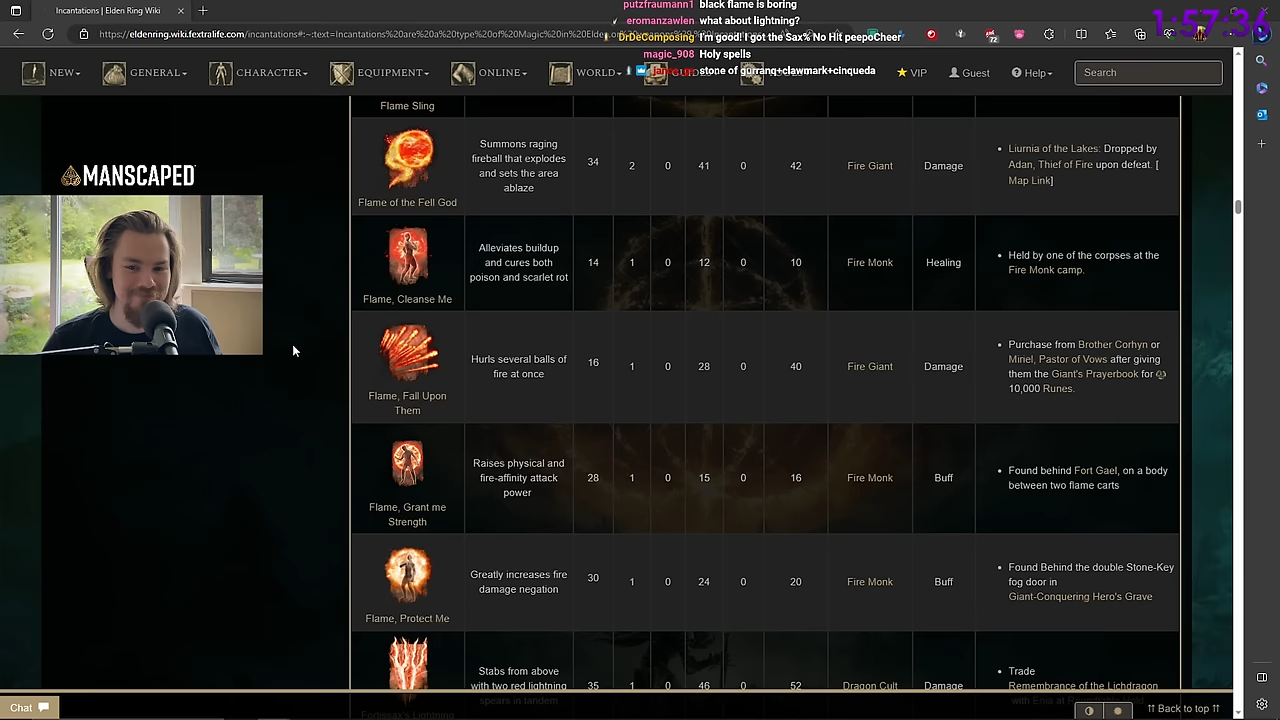 putzfraumann1 black flame is boring
Incantations | Elden Ring Wiki
eromanzawlen what about lightning?
1:57:36
https://eldenring.wiki.fextralife.com/Incantations#:~:text=Incantations%20are%20a%20type%20of%20Magic%20in%20Elde
DrDeComposing I'm good! I got the Sax% No Hit peepoCheer
72
magic_908 Holy spells
stone of gurranq+clawmark+cinqueda
NEW
GENERAL
CHARACTER
EQUIPMENT
ONLINE
WORLD
VIP
Guest
Help
Search
Flame Sling
MANSCAPED
Summons raging
fireball that explodes
and sets the area
ablaze
34 2 0 41 0 42 Fire Giant Damage
Liurnia of the Lakes: Dropped by
Adan, Thief of Fire upon defeat. [
Map Link]
Flame of the Fell God
Alleviates buildup
and cures both
poison and scarlet rot
14 1 0 12 0 10 Fire Monk Healing
Held by one of the corpses at the
Fire Monk camp.
Flame, Cleanse Me
Hurls several balls of
fire at once
16 1 0 28 0 40 Fire Giant Damage
Purchase from Brother Corhyn or
Miriel, Pastor of Vows after giving
them the Giant's Prayerbook for
10,000 Runes.
Flame, Fall Upon
Them
Raises physical and
fire-affinity attack
power
28 1 0 15 0 16 Fire Monk Buff
Found behind Fort Gael, on a body
between two flame carts
Flame, Grant me
Strength
Greatly increases fire
damage negation
30 1 0 24 0 20 Fire Monk Buff
Found Behind the double Stone-Key
fog door in
Giant-Conquering Hero's Grave
Flame, Protect Me
Stabs from above
with two red lightning
spears in tandem
35 1 0 46 0 52 Dragon Cult Damage
Trade
Remembrance of the Lichdragon
Fortissax's Lightning
Chat
Back to top